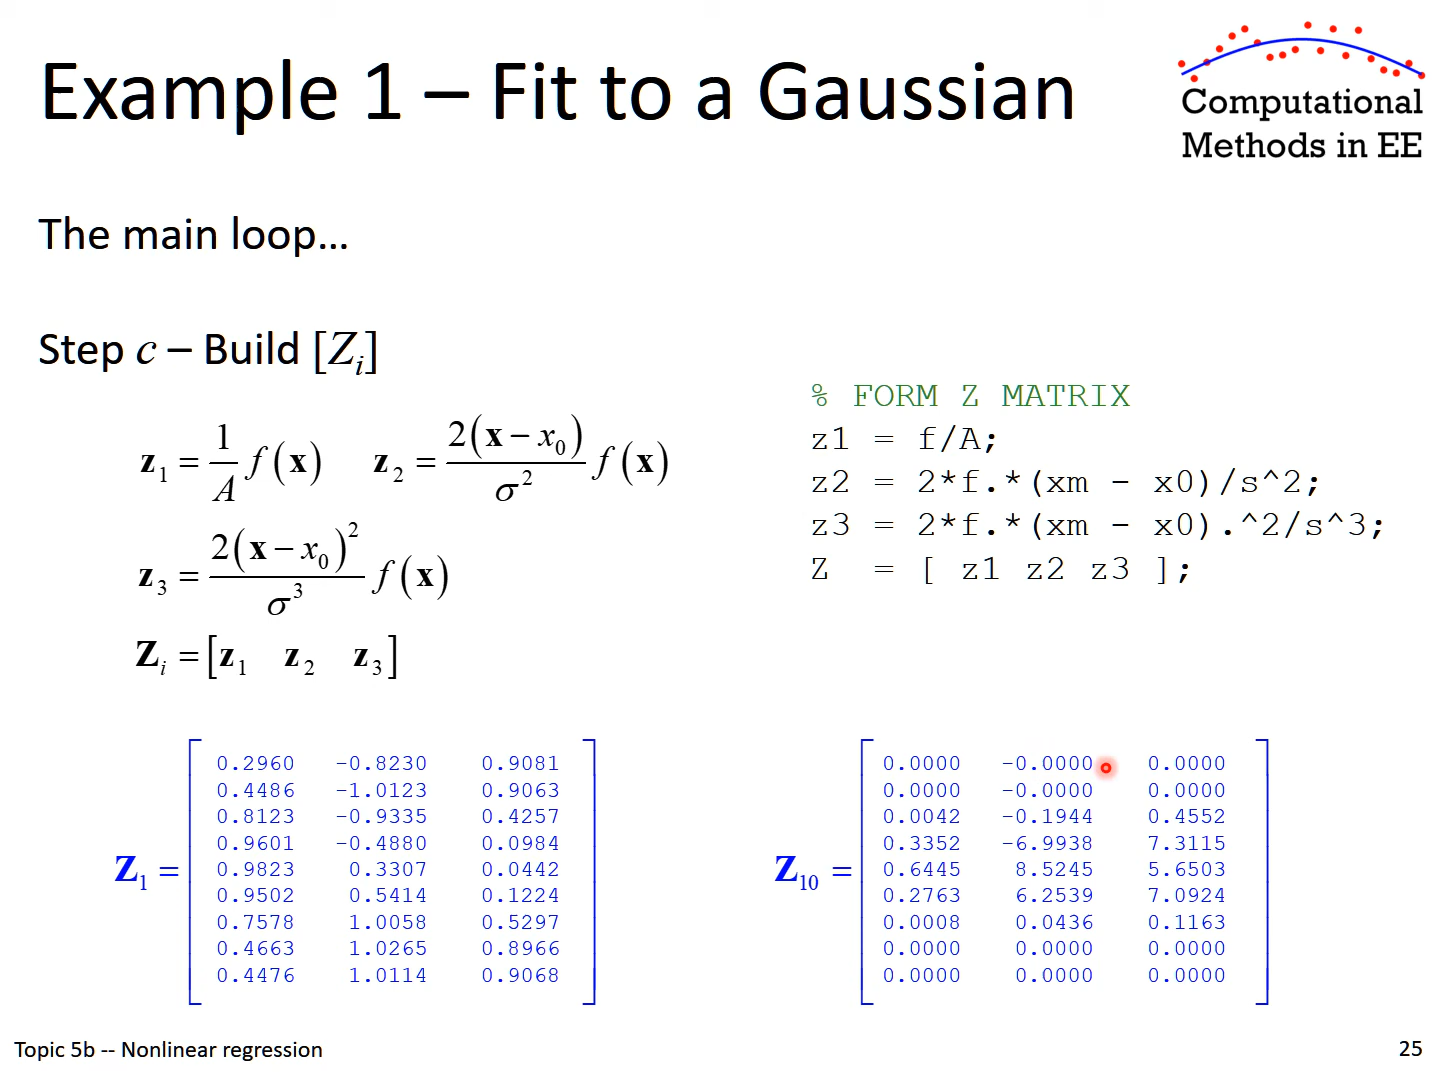 Example 1 – Fit to a Gaussian
Computational
Methods in EE
The main loop…
Step c – Build [Zᵢ]
z₁ = 1/A f(x)    z₂ = 2(x − x₀)/σ² f(x)
z₃ = 2(x − x₀)²/σ³ f(x)
Zᵢ = [z₁ z₂ z₃]
% FORM Z MATRIX
z1 = f/A;
z2 = 2*f.*(xm - x0)/s^2;
z3 = 2*f.*(xm - x0).^2/s^3;
Z  = [ z1 z2 z3 ];
Z₁ =
0.2960 -0.8230 0.9081
0.4486 -1.0123 0.9063
0.8123 -0.9335 0.4257
0.9601 -0.4880 0.0984
0.9823 0.3307 0.0442
0.9502 0.5414 0.1224
0.7578 1.0058 0.5297
0.4663 1.0265 0.8966
0.4476 1.0114 0.9068
Z₁₀ =
0.0000 -0.0000 0.0000
0.0000 -0.0000 0.0000
0.0042 -0.1944 0.4552
0.3352 -6.9938 7.3115
0.6445 8.5245 5.6503
0.2763 6.2539 7.0924
0.0008 0.0436 0.1163
0.0000 0.0000 0.0000
0.0000 0.0000 0.0000
Topic 5b -- Nonlinear regression
25